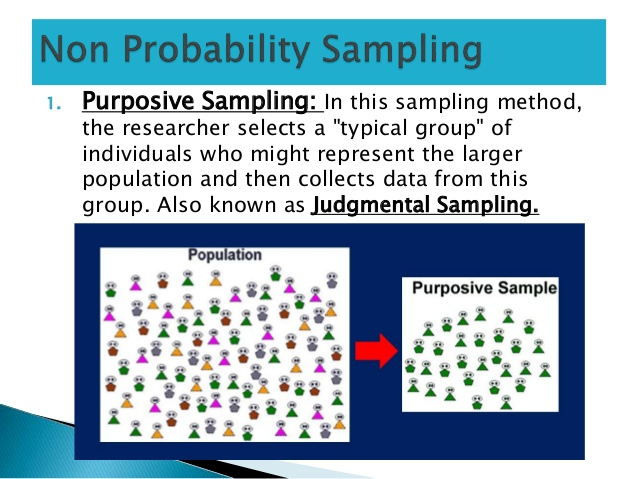 Non Probability Sampling
1. Purposive Sampling: In this sampling method,
the researcher selects a "typical group" of
individuals who might represent the larger
population and then collects data from this
group. Also known as Judgmental Sampling.
Population
Purposive Sample